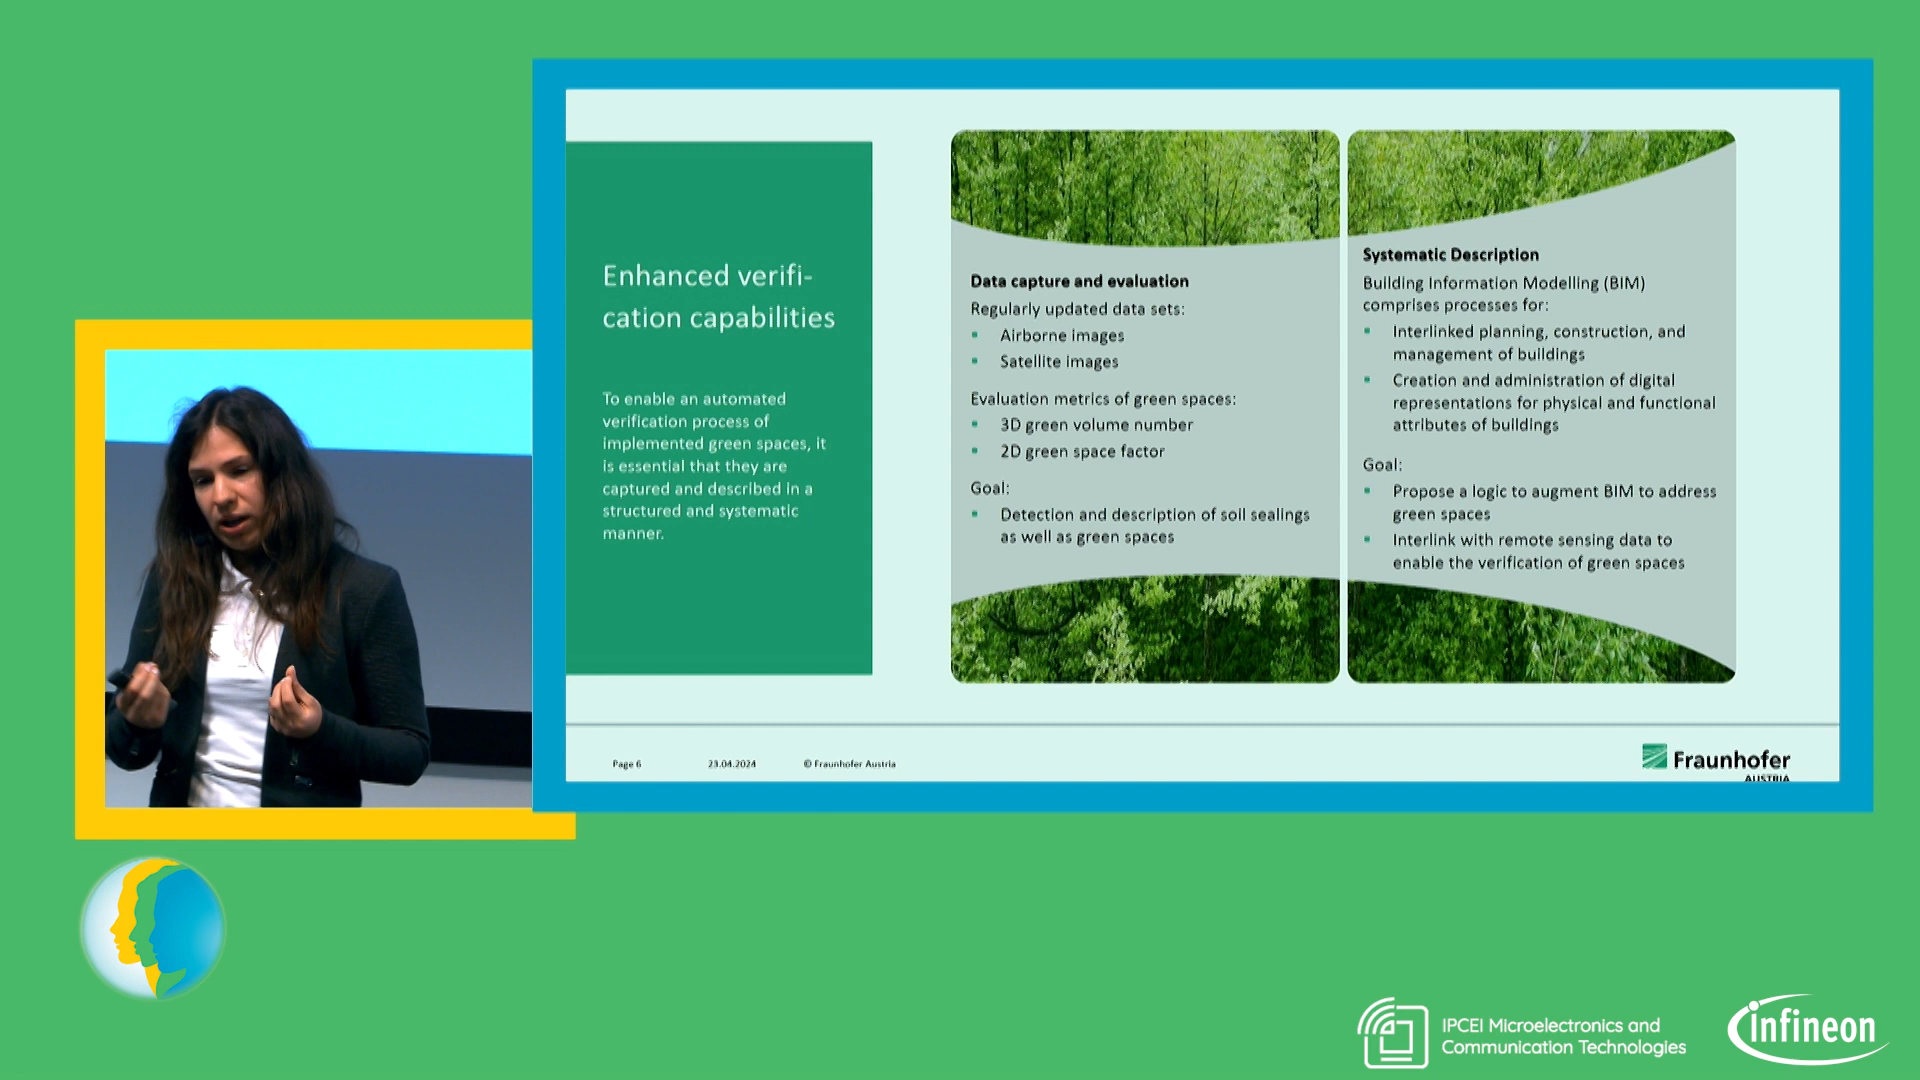 Enhanced verifi-
cation capabilities
To enable an automated
verification process of
implemented green spaces, it
is essential that they are
captured and described in a
structured and systematic
manner.
Data capture and evaluation
Regularly updated data sets:
Airborne images
Satellite images
Evaluation metrics of green spaces:
3D green volume number
2D green space factor
Goal:
Detection and description of soil sealings
as well as green spaces
Systematic Description
Building Information Modelling (BIM)
comprises processes for:
Interlinked planning, construction, and
management of buildings
Creation and administration of digital
representations for physical and functional
attributes of buildings
Goal:
Propose a logic to augment BIM to address
green spaces
Interlink with remote sensing data to
enable the verification of green spaces
Page 6
23.04.2024
© Fraunhofer Austria
Fraunhofer
AUSTRIA
IPCEI Microelectronics and
Communication Technologies
infineon